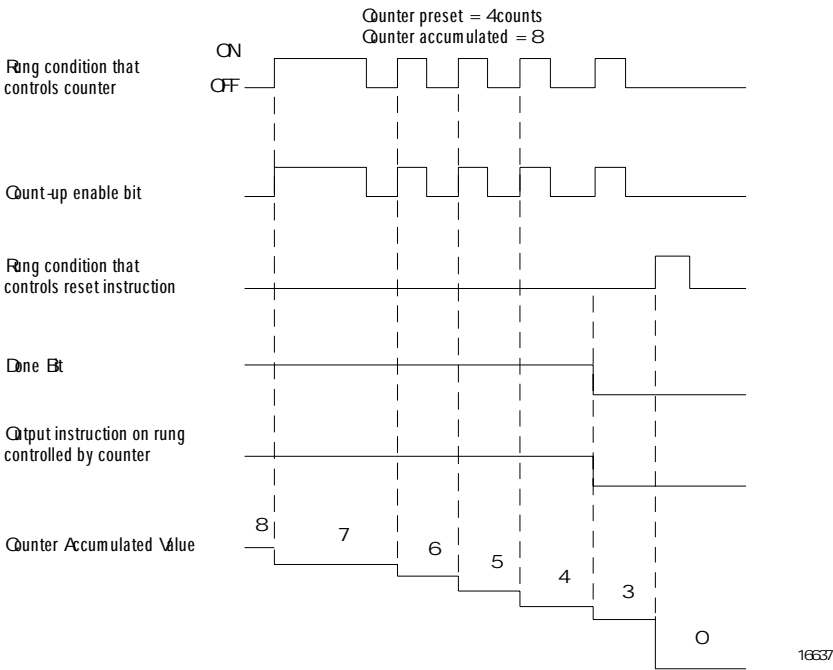 Counter preset = 4 counts
Counter accumulated = 8
ON
Rung condition that
controls counter
OFF
Count-up enable bit
Rung condition that
controls reset instruction
Done Bit
Output instruction on rung
controlled by counter
Counter Accumulated Value
8
7
6
5
4
3
0
16637